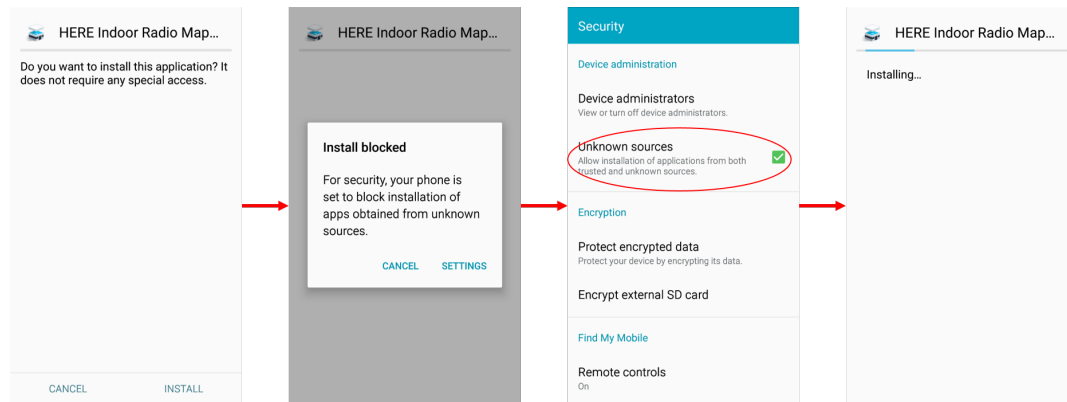 HERE Indoor Radio Map...
Do you want to install this application? It
does not require any special access.
CANCEL
INSTALL
HERE Indoor Radio Map...
Install blocked
For security, your phone is
set to block installation of
apps obtained from unknown
sources.
CANCEL
SETTINGS
Security
Device administration
Device administrators
View or turn off device administrators.
Unknown sources
Allow installation of applications from both
trusted and unknown sources.
Encryption
Protect encrypted data
Protect your device by encrypting its data.
Encrypt external SD card
Find My Mobile
Remote controls
On
HERE Indoor Radio Map...
Installing...